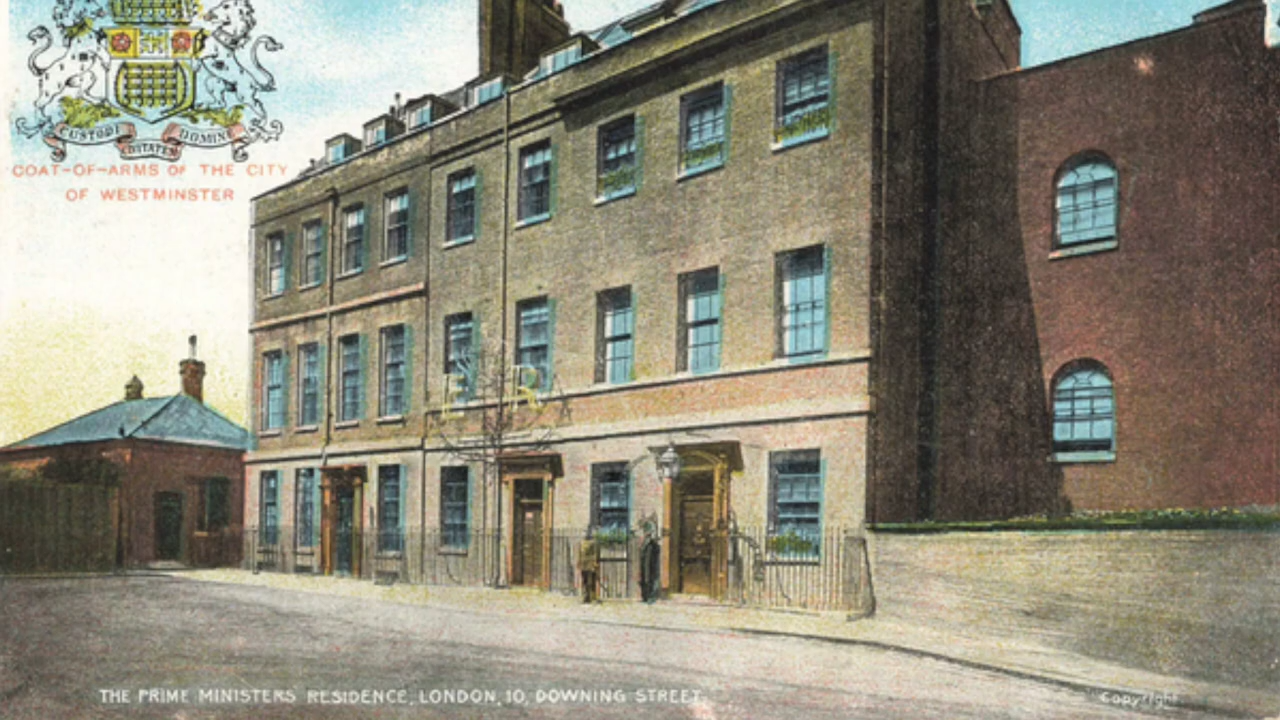 CUSTODI CIVITATEM DOMINE
COAT-OF-ARMS OF THE CITY
OF WESTMINSTER
E R
THE PRIME MINISTERS RESIDENCE, LONDON, 10, DOWNING STREET.
Copyright